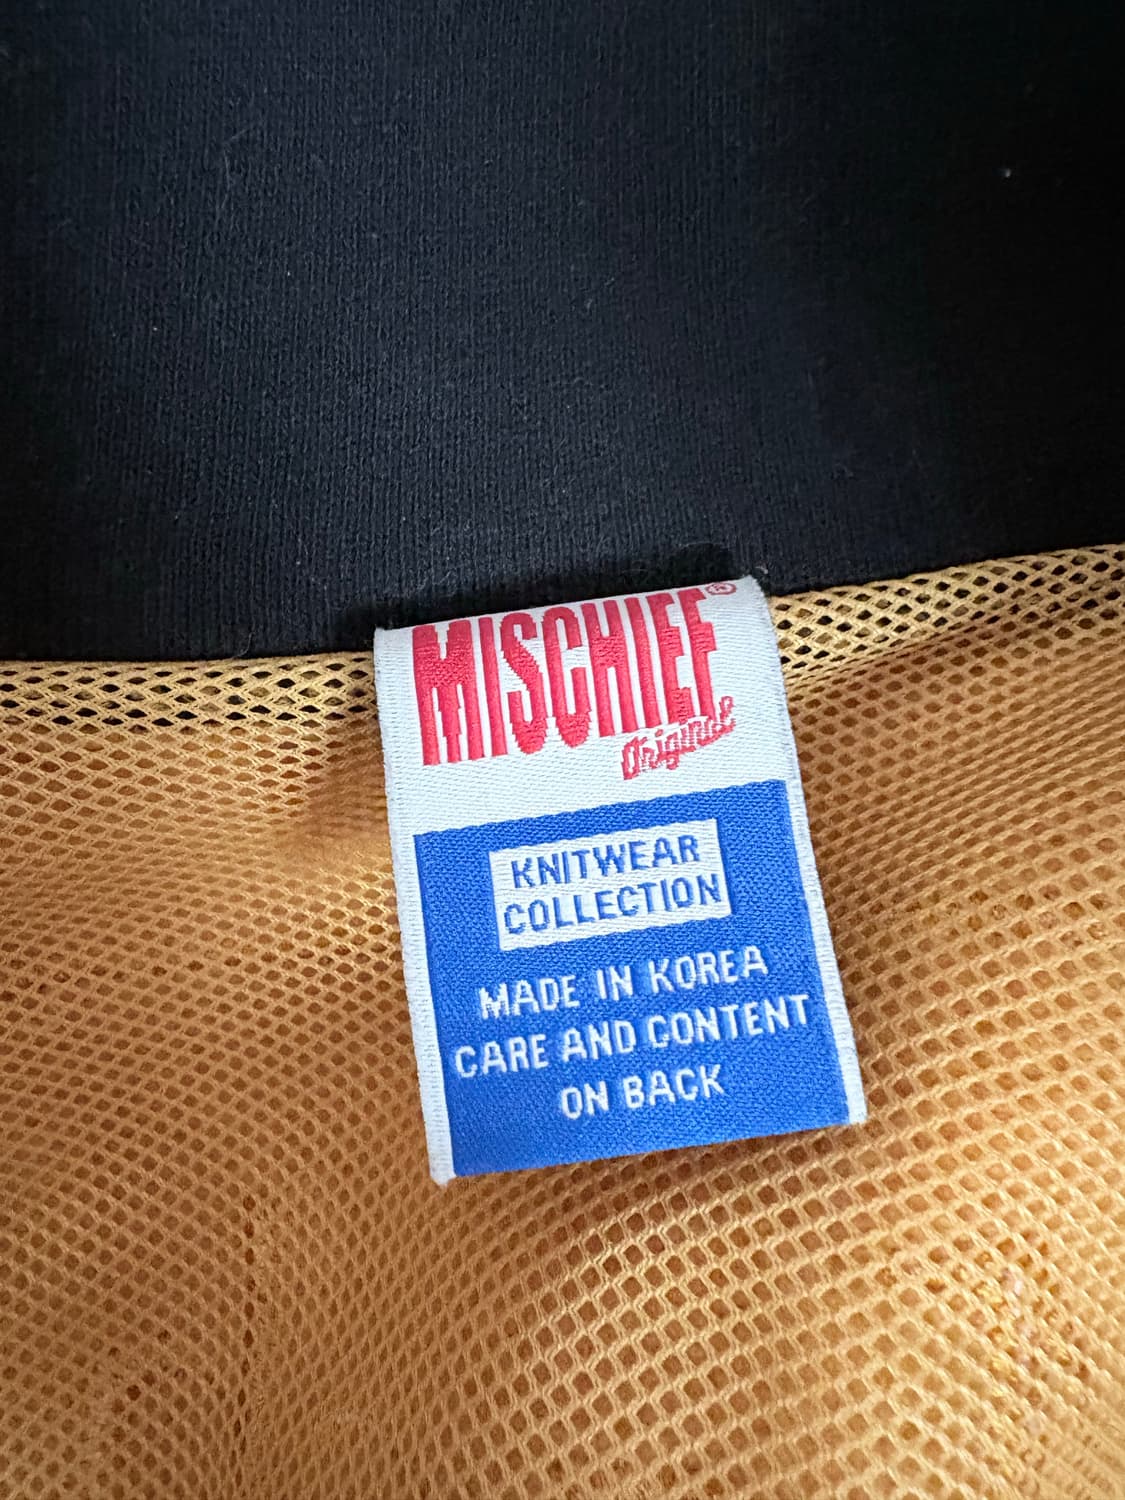 MISCHIEF®
Original
KNITWEAR
COLLECTION
MADE IN KOREA
CARE AND CONTENT
ON BACK